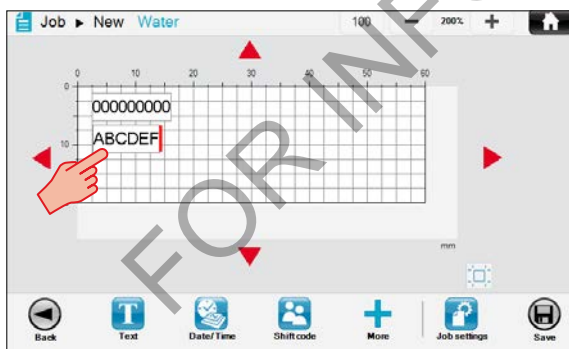 Job ▶ New Water 100 — 200% +
0 10 20 30 40 50 60
0
000000000
ABCDEF
10
mm
Back Text Date/Time Shift code More Job settings Save
FOR INF